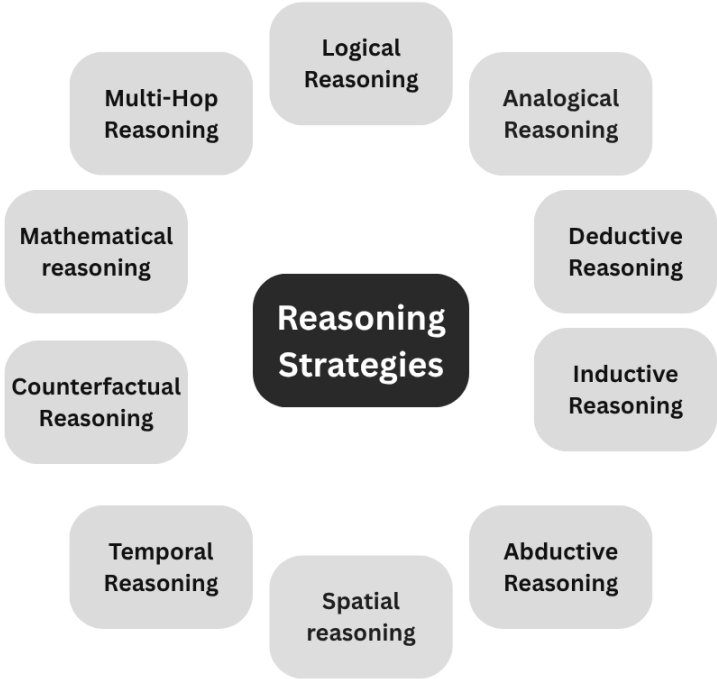 Logical
Reasoning
Multi-Hop
Reasoning
Analogical
Reasoning
Mathematical
reasoning
Deductive
Reasoning
Reasoning
Strategies
Counterfactual
Reasoning
Inductive
Reasoning
Temporal
Reasoning
Abductive
Reasoning
Spatial
reasoning